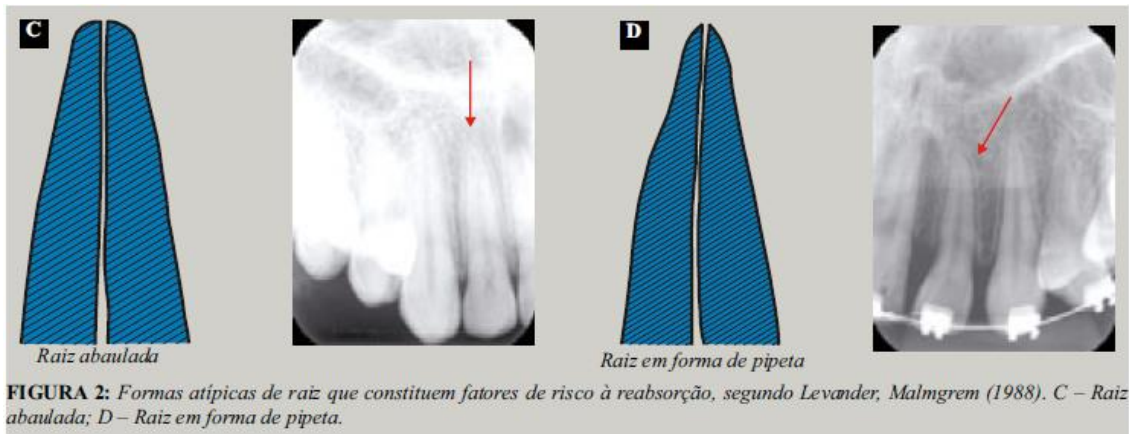 C
D
Raiz abaulada
Raiz em forma de pipeta
FIGURA 2: Formas atípicas de raiz que constituem fatores de risco à reabsorção, segundo Levander, Malmgrem (1988). C – Raiz
abaulada; D – Raiz em forma de pipeta.